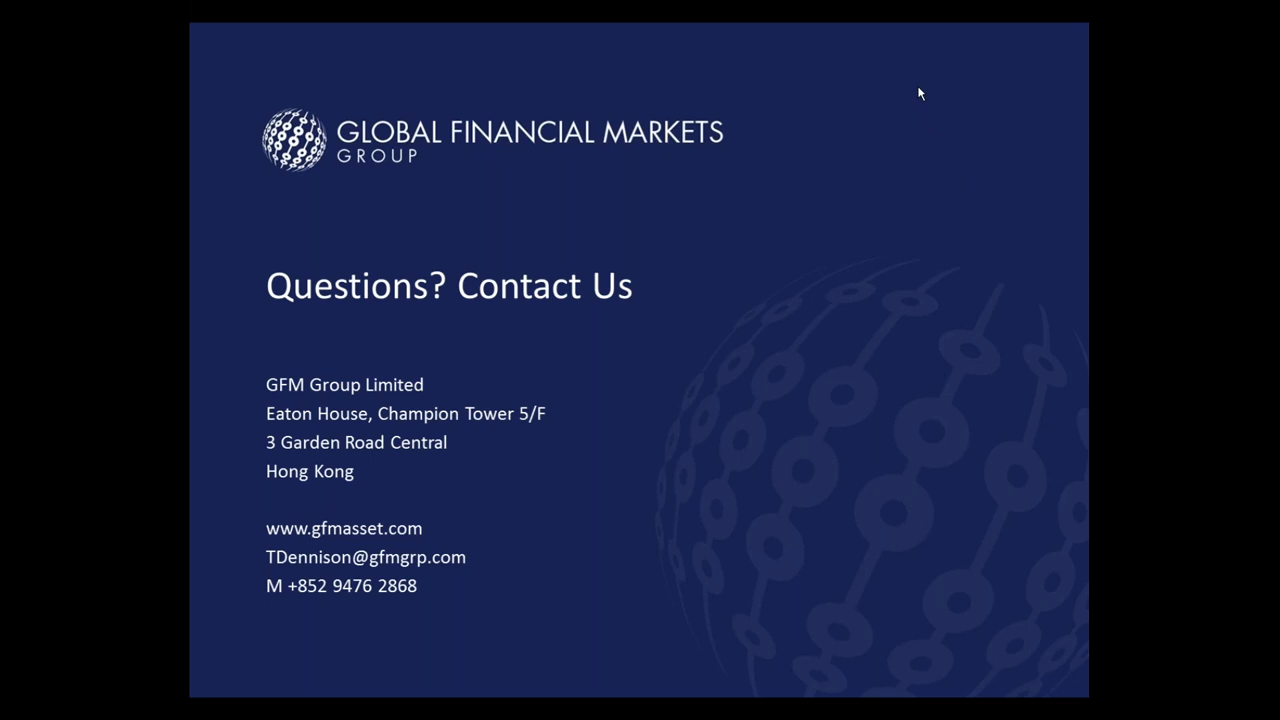 GLOBAL FINANCIAL MARKETS
GROUP
Questions? Contact Us
GFM Group Limited
Eaton House, Champion Tower 5/F
3 Garden Road Central
Hong Kong
www.gfmasset.com
TDennison@gfmgrp.com
M +852 9476 2868